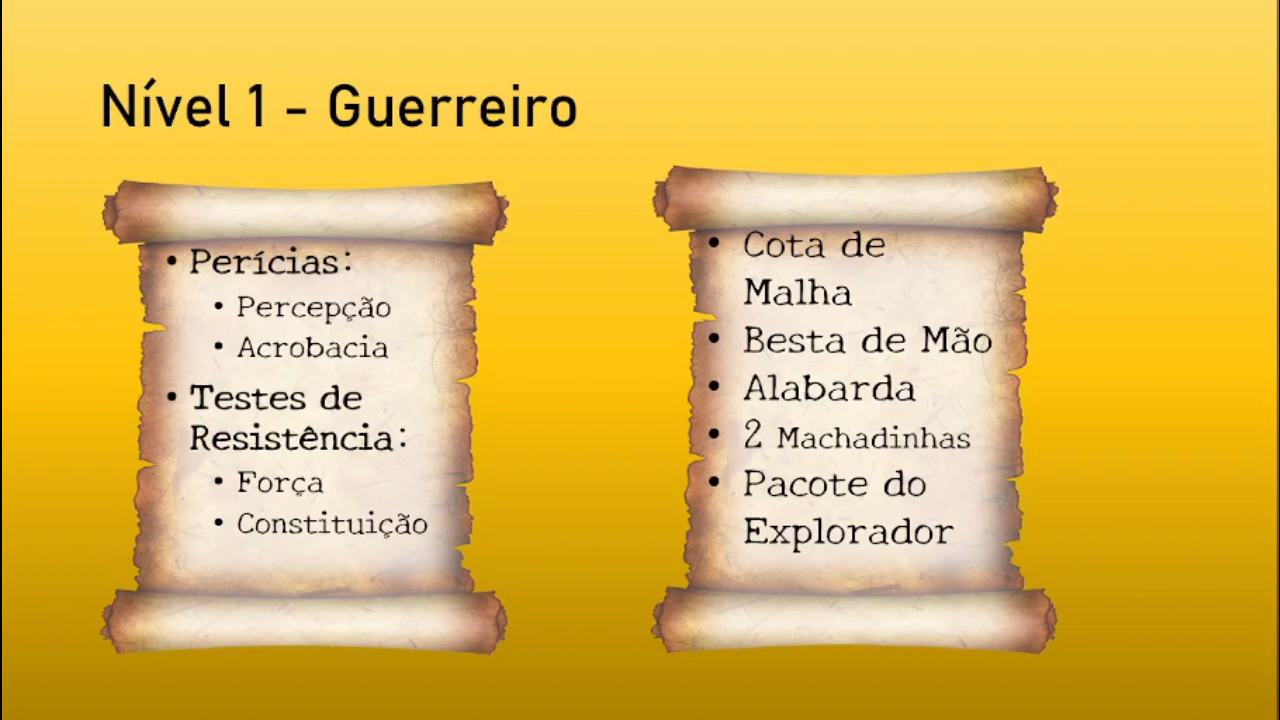 Nível 1 - Guerreiro
• Perícias:
• Percepção
• Acrobacia
• Testes de
Resistência:
• Força
• Constituição
• Cota de
Malha
• Besta de Mão
• Alabarda
• 2 Machadinhas
• Pacote do
Explorador